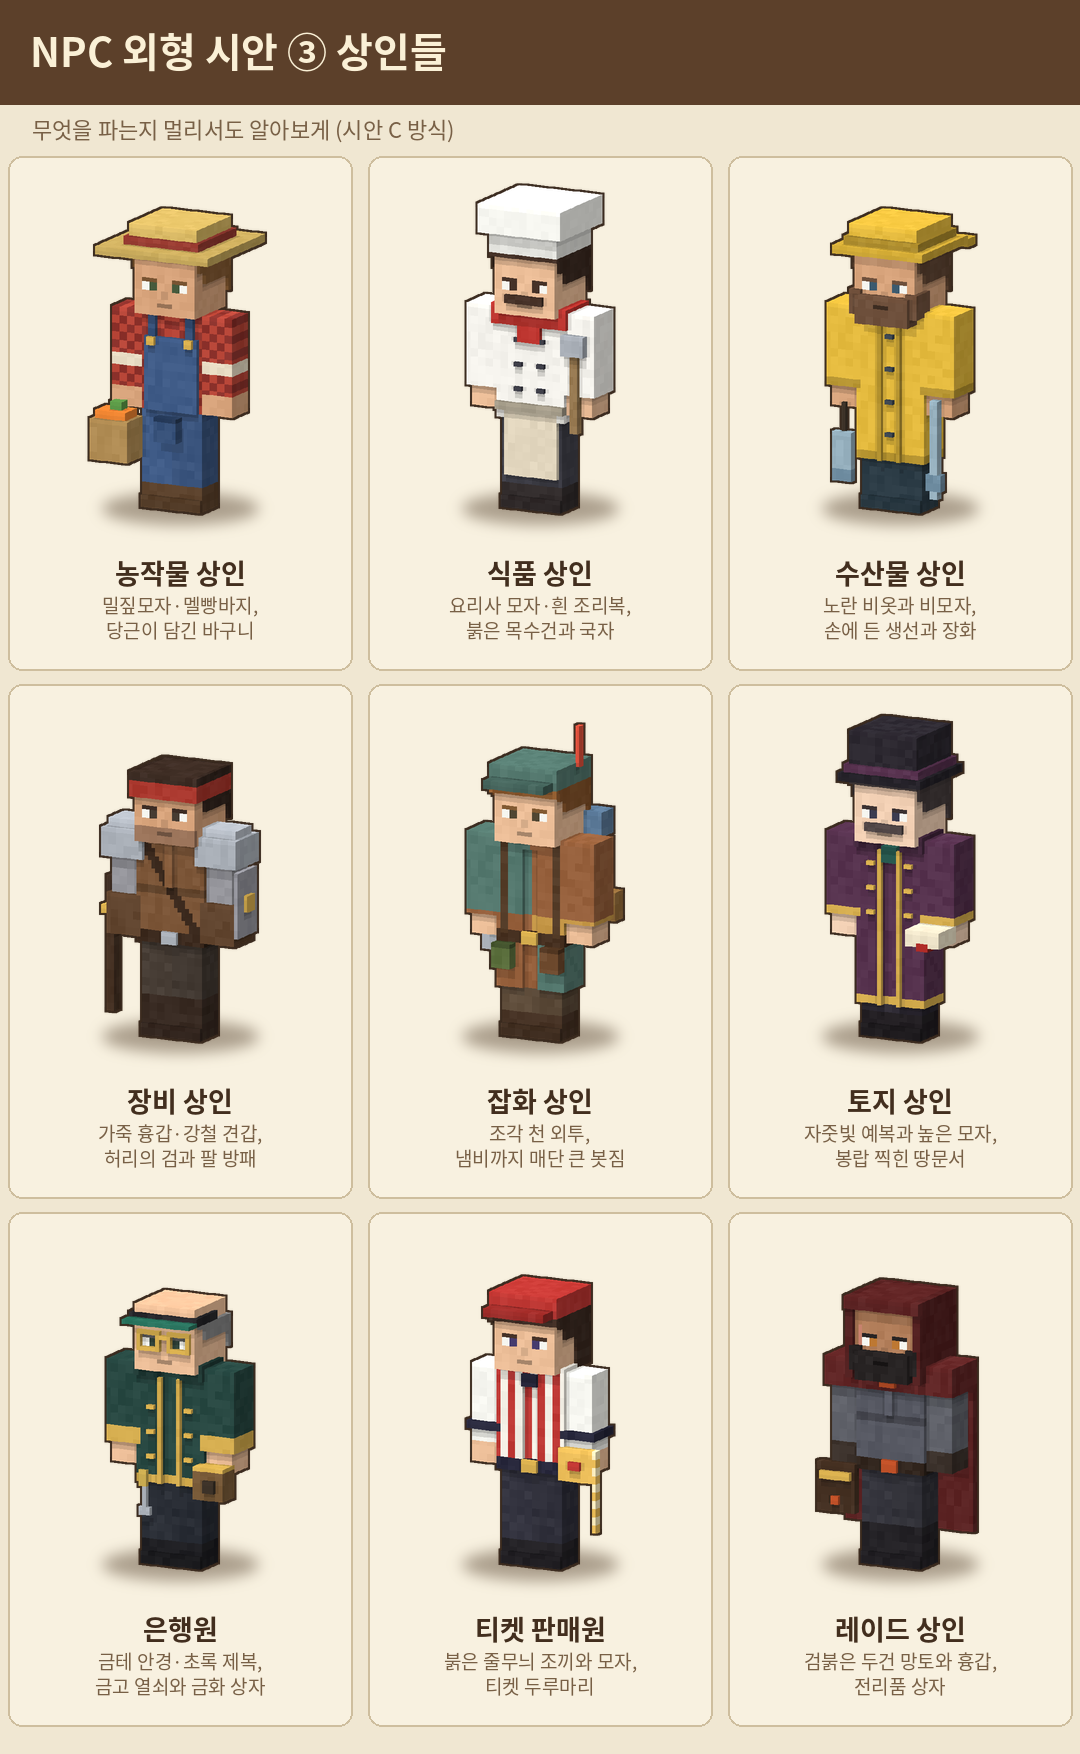 NPC 외형 시안 ③ 상인들
무엇을 파는지 멀리서도 알아보게 (시안 C 방식)
농작물 상인
밀짚모자·멜빵바지,
당근이 담긴 바구니
식품 상인
요리사 모자·흰 조리복,
붉은 목수건과 국자
수산물 상인
노란 비옷과 비모자,
손에 든 생선과 장화
장비 상인
가죽 흉갑·강철 견갑,
허리의 검과 팔 방패
잡화 상인
조각 천 외투,
냄비까지 매단 큰 봇짐
토지 상인
자줏빛 예복과 높은 모자,
봉랍 찍힌 땅문서
은행원
금테 안경·초록 제복,
금고 열쇠와 금화 상자
티켓 판매원
붉은 줄무늬 조끼와 모자,
티켓 두루마리
레이드 상인
검붉은 두건 망토와 흉갑,
전리품 상자